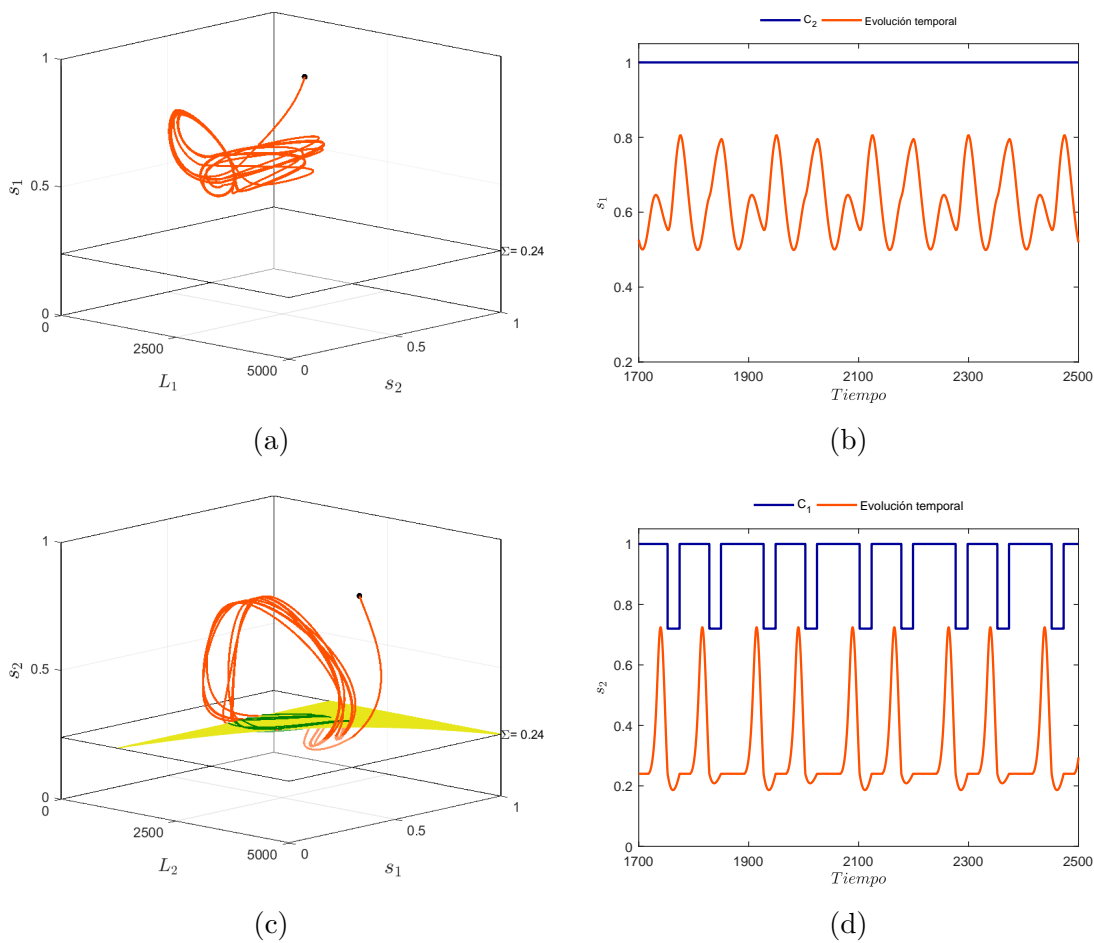 C2 Evolución temporal
1
0.5
0
s1
Σ= 0.24
0
2500
5000
L1
0
0.5
1
s2
(a)
1
0.8
0.6
0.4
0.2
s1
1700 1900 2100 2300 2500
Tiempo
(b)
C1 Evolución temporal
1
0.5
0
s2
Σ= 0.24
0
2500
5000
L2
0
0.5
1
s1
(c)
1
0.8
0.6
0.4
0.2
0
s2
1700 1900 2100 2300 2500
Tiempo
(d)